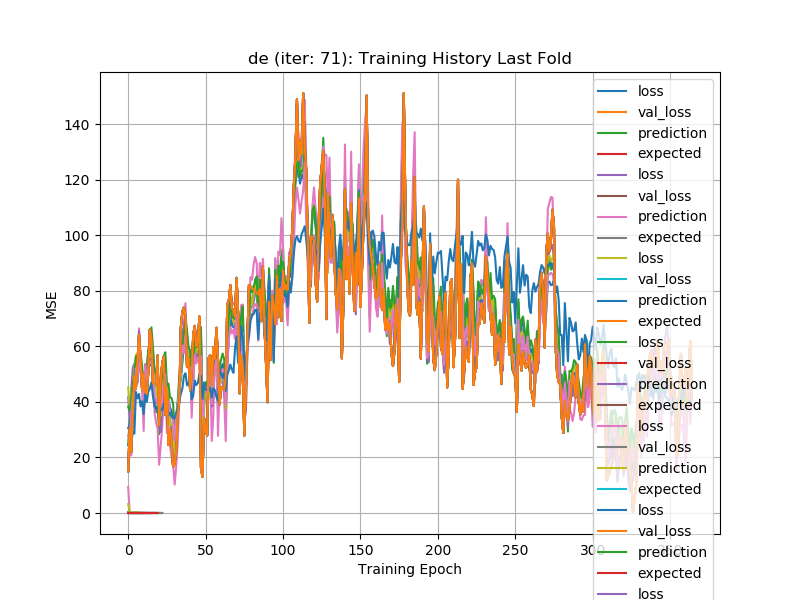 de (iter: 71): Training History Last Fold
MSE
140
120
100
80
60
40
20
0
0
50
100
150
200
250
300
Training Epoch
loss
val_loss
prediction
expected
loss
val_loss
prediction
expected
loss
val_loss
prediction
expected
loss
val_loss
prediction
expected
loss
val_loss
prediction
expected
loss
val_loss
prediction
expected
loss